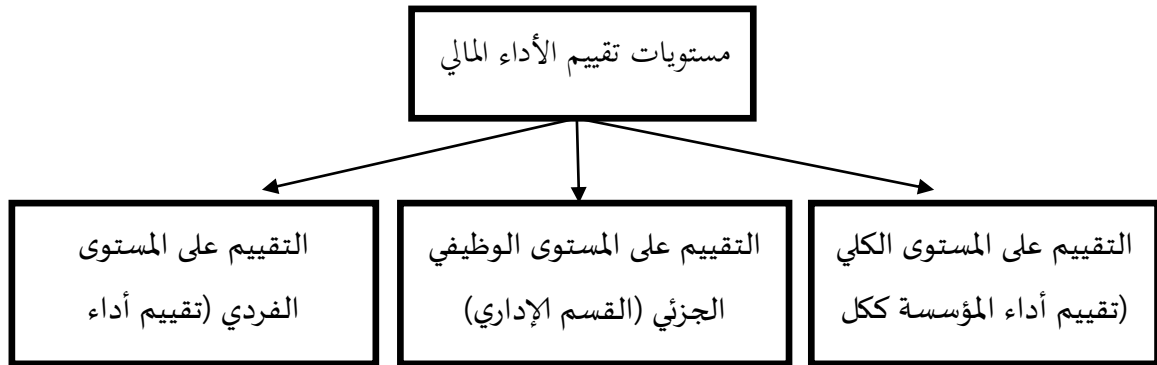 مستويات تقييم الأداء المالي
التقييم على المستوى الكلي
(تقييم أداء المؤسسة ككل
التقييم على المستوى الوظيفي
الجزئي (القسم الإداري)
التقييم على المستوى
الفردي (تقييم أداء